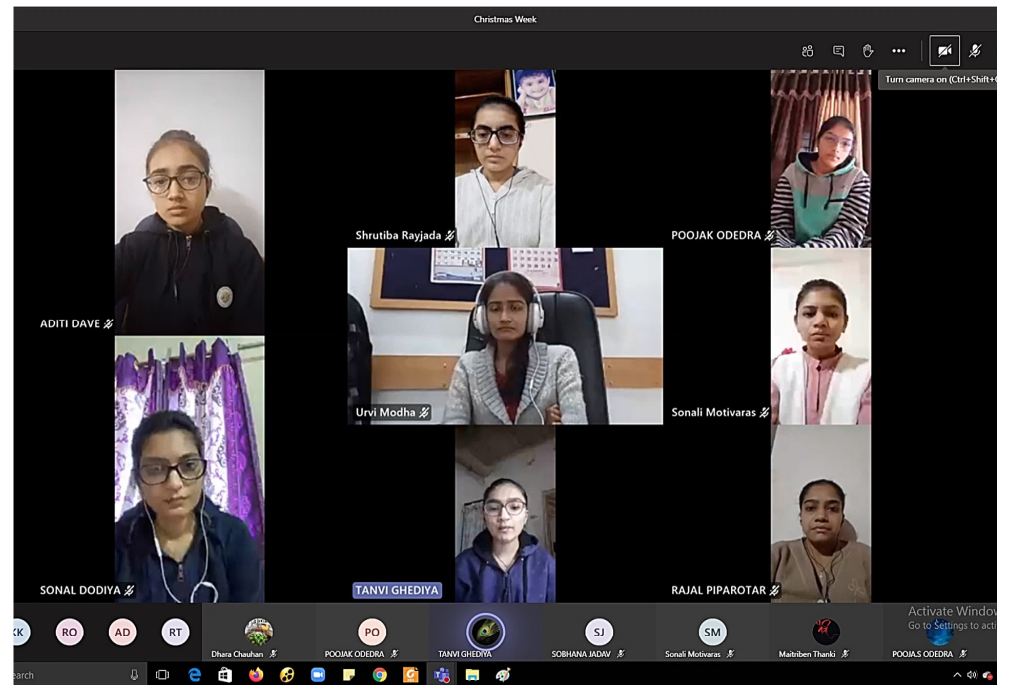 Christmas Week
Turn camera on (Ctrl+Shift+
Shrutiba Rayjada
POOJAK ODEDRA
ADITI DAVE
Urvi Modha
Sonali Motivaras
SONAL DODIYA
TANVI GHEDIYA
RAJAL PIPAROTAR
Activate Window
Go to Settings to acti
KK
RO
AD
RT
PO
SJ
SM
Dhara Chauhan
POOJAK ODEDRA
TANVI GHEDIYA
SOBHANA JADAV
Sonali Motivaras
Maitriben Thanki
POOJA.S ODEDRA
earch